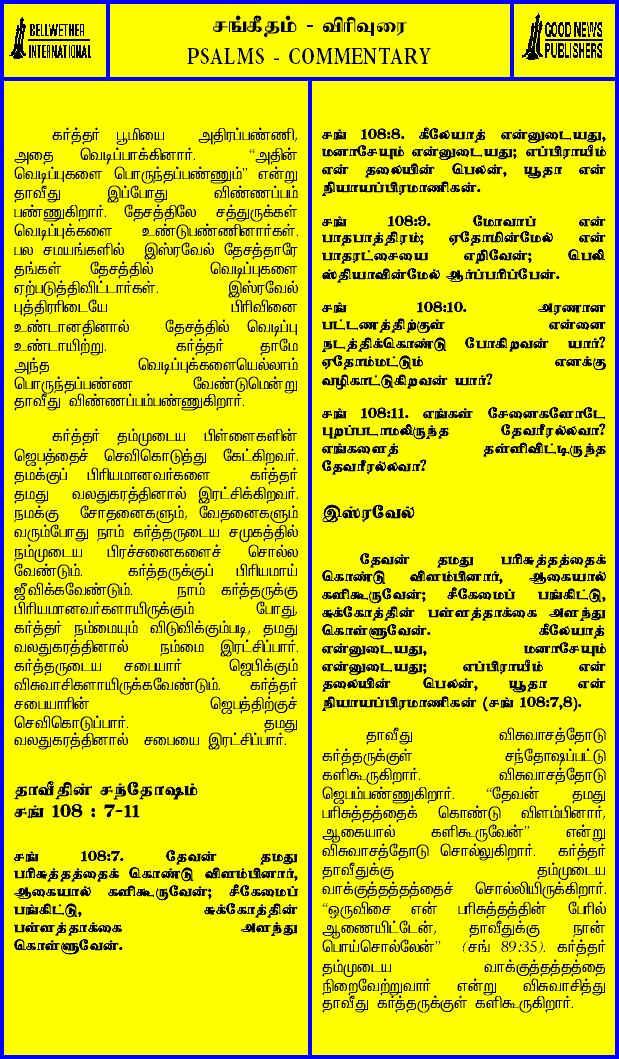 BELLWETHER
INTERNATIONAL
சங்கீதம் - விரிவுரை
PSALMS - COMMENTARY
GOOD NEWS
PUBLISHERS
கர்த்தர் பூமியை அதிரப்பண்ணி,
அதை வெடிப்பாக்கினார். “அதின்
வெடிப்புகளை பொருந்தப்பண்ணும்” என்று
தாவீது இப்போது விண்ணப்பம்
பண்ணுகிறார். தேசத்திலே சத்துருக்கள்
வெடிப்புக்களை உண்டுபண்ணினார்கள்.
பல சமயங்களில் இஸ்ரவேல் தேசத்தாரே
தங்கள் தேசத்தில் வெடிப்புகளை
ஏற்படுத்திவிட்டார்கள். இஸ்ரவேல்
புத்திரரிடையே பிரிவினை
உண்டானதினால் தேசத்தில் வெடிப்பு
உண்டாயிற்று. கர்த்தர் தாமே
அந்த வெடிப்புக்களையெல்லாம்
பொருந்தப்பண்ண வேண்டுமென்று
தாவீது விண்ணப்பம்பண்ணுகிறார்.
கர்த்தர் தம்முடைய பிள்ளைகளின்
ஜெபத்தைச் செவிகொடுத்து கேட்கிறவர்.
தமக்குப் பிரியமானவர்களை கர்த்தர்
தமது வலதுகரத்தினால் இரட்சிக்கிறவர்.
நமக்கு சோதனைகளும், வேதனைகளும்
வரும்போது நாம் கர்த்தருடைய சமுகத்தில்
நம்முடைய பிரச்சனைகளைச் சொல்ல
வேண்டும். கர்த்தருக்குப் பிரியமாய்
ஜீவிக்கவேண்டும். நாம் கர்த்தருக்கு
பிரியமானவர்களாயிருக்கும் போது,
கர்த்தர் நம்மையும் விடுவிக்கும்படி, தமது
வலதுகரத்தினால் நம்மை இரட்சிப்பார்.
கர்த்தருடைய சபையார் ஜெபிக்கும்
விசுவாசிகளாயிருக்கவேண்டும். கர்த்தர்
சபையாரின் ஜெபத்திற்குச்
செவிகொடுப்பார். தமது
வலதுகரத்தினால் சபையை இரட்சிப்பார்.
தாவீதின் சந்தோஷம்
சங் 108 : 7-11
சங் 108:7. தேவன் தமது
பரிசுத்தத்தைக் கொண்டு விளம்பினார்,
ஆகையால் களிகூருவேன்; சீகேமைப்
பங்கிட்டு, சுக்கோத்தின்
பள்ளத்தாக்கை அளந்து
கொள்ளுவேன்.
சங் 108:8. கீலேயாத் என்னுடையது,
மனாசேயும் என்னுடையது; எப்பிராயீம்
என் தலையின் பெலன், யூதா என்
நியாயப்பிரமாணிகன்.
சங் 108:9. மோவாப் என்
பாதபாத்திரம்; ஏதோமின்மேல் என்
பாதரட்சையை எறிவேன்; பெலி
ஸ்தியாவின்மேல் ஆர்ப்பரிப்பேன்.
சங் 108:10. அரணான
பட்டணத்திற்குள் என்னை
நடத்திக்கொண்டு போகிறவன் யார்?
ஏதோம்மட்டும் எனக்கு
வழிகாட்டுகிறவன் யார்?
சங் 108:11. எங்கள் சேனைகளோடே
புறப்படாமலிருந்த தேவரீரல்லவா?
எங்களைத் தள்ளிவிட்டிருந்த
தேவரீரல்லவா?
இஸ்ரவேல்
தேவன் தமது பரிசுத்தத்தைக்
கொண்டு விளம்பினார், ஆகையால்
களிகூருவேன்; சீகேமைப் பங்கிட்டு,
சுக்கோத்தின் பள்ளத்தாக்கை அளந்து
கொள்ளுவேன். கீலேயாத்
என்னுடையது, மனாசேயும்
என்னுடையது; எப்பிராயீம் என்
தலையின் பெலன், யூதா என்
நியாயப்பிரமாணிகன் (சங் 108:7,8).
தாவீது விசுவாசத்தோடு
கர்த்தருக்குள் சந்தோஷப்பட்டு
களிகூருகிறார். விசுவாசத்தோடு
ஜெபம்பண்ணுகிறார். “தேவன் தமது
பரிசுத்தத்தைக் கொண்டு விளம்பினார்,
ஆகையால் களிகூருவேன்” என்று
விசுவாசத்தோடு சொல்லுகிறார். கர்த்தர்
தாவீதுக்கு தம்முடைய
வாக்குத்தத்தத்தைச் சொல்லியிருக்கிறார்.
“ஒருவிசை என் பரிசுத்தத்தின் பேரில்
ஆணையிட்டேன், தாவீதுக்கு நான்
பொய்சொல்லேன்” (சங் 89:35). கர்த்தர்
தம்முடைய வாக்குத்தத்தத்தை
நிறைவேற்றுவார் என்று விசுவாசித்து
தாவீது கர்த்தருக்குள் களிகூருகிறார்.